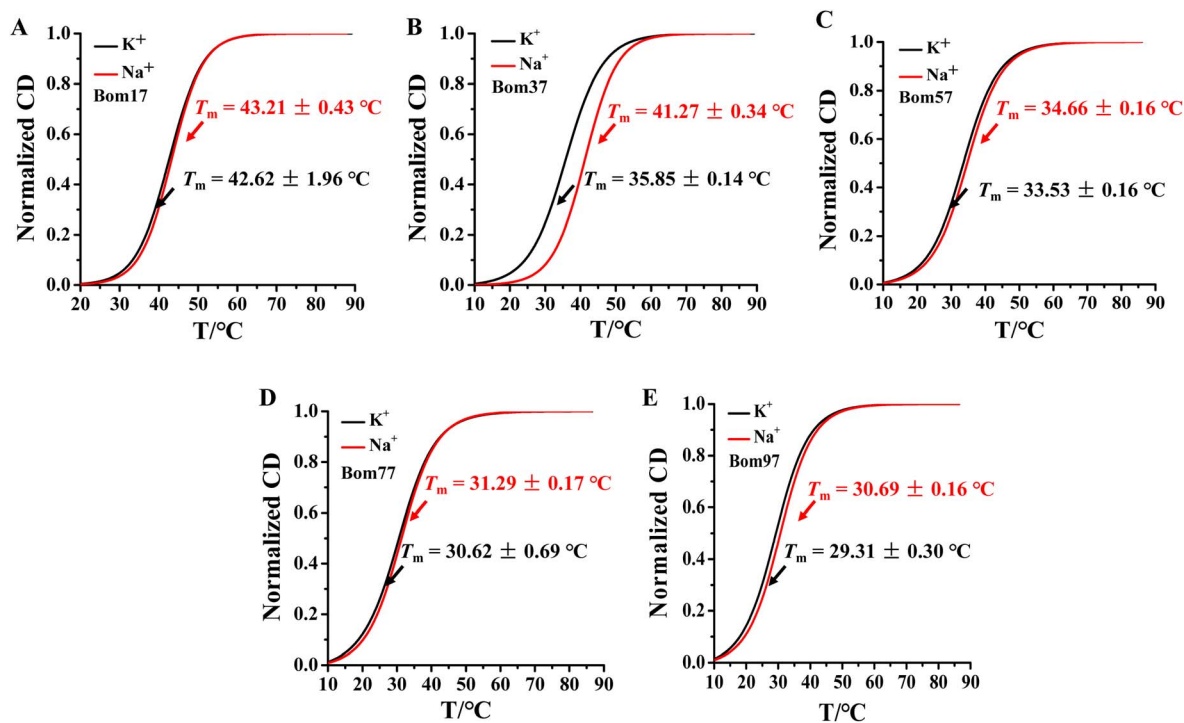 A
K+
Na+
Bom17
Tm = 43.21 ± 0.43 ℃
Tm = 42.62 ± 1.96 ℃
Normalized CD
1.0
0.8
0.6
0.4
0.2
0.0
20 30 40 50 60 70 80 90
T/℃
B
K+
Na+
Bom37
Tm = 41.27 ± 0.34 ℃
Tm = 35.85 ± 0.14 ℃
Normalized CD
1.0
0.8
0.6
0.4
0.2
0.0
10 20 30 40 50 60 70 80 90
T/℃
C
K+
Na+
Bom57
Tm = 34.66 ± 0.16 ℃
Tm = 33.53 ± 0.16 ℃
Normalized CD
1.0
0.8
0.6
0.4
0.2
0.0
10 20 30 40 50 60 70 80 90
T/℃
D
K+
Na+
Bom77
Tm = 31.29 ± 0.17 ℃
Tm = 30.62 ± 0.69 ℃
Normalized CD
1.0
0.8
0.6
0.4
0.2
0.0
10 20 30 40 50 60 70 80 90
T/℃
E
K+
Na+
Bom97
Tm = 30.69 ± 0.16 ℃
Tm = 29.31 ± 0.30 ℃
Normalized CD
1.0
0.8
0.6
0.4
0.2
0.0
10 20 30 40 50 60 70 80 90
T/℃